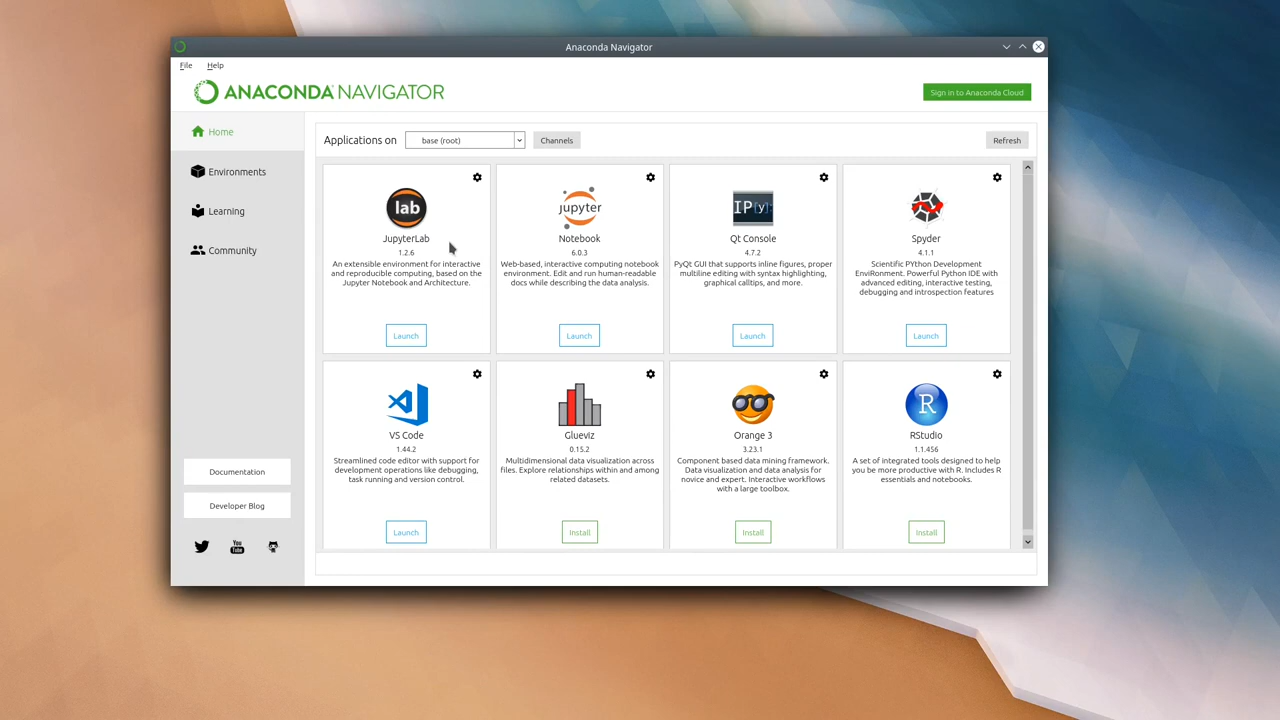 Anaconda Navigator
File Help
ANACONDA NAVIGATOR
Sign in to Anaconda Cloud
Home
Environments
Learning
Community
Documentation
Developer Blog
You
Tube
Applications on base (root) Channels Refresh
lab
JupyterLab
1.2.6
An extensible environment for interactive
and reproducible computing, based on the
Jupyter Notebook and Architecture.
Launch
jupyter
Notebook
6.0.3
Web-based, interactive computing notebook
environment. Edit and run human-readable
docs while describing the data analysis.
Launch
IP[y]:
Qt Console
4.7.2
PyQt GUI that supports inline figures, proper
multiline editing with syntax highlighting,
graphical calltips, and more.
Launch
Spyder
4.1.1
Scientific PYthon Development
EnviRonment. Powerful Python IDE with
advanced editing, interactive testing,
debugging and introspection features
Launch
VS Code
1.44.2
Streamlined code editor with support for
development operations like debugging,
task running and version control.
Launch
Glueviz
0.15.2
Multidimensional data visualization across
files. Explore relationships within and among
related datasets.
Install
Orange 3
3.23.1
Component based data mining framework.
Data visualization and data analysis for
novice and expert. Interactive workflows
with a large toolbox.
Install
R
RStudio
1.1.456
A set of integrated tools designed to help
you be more productive with R. Includes R
essentials and notebooks.
Install